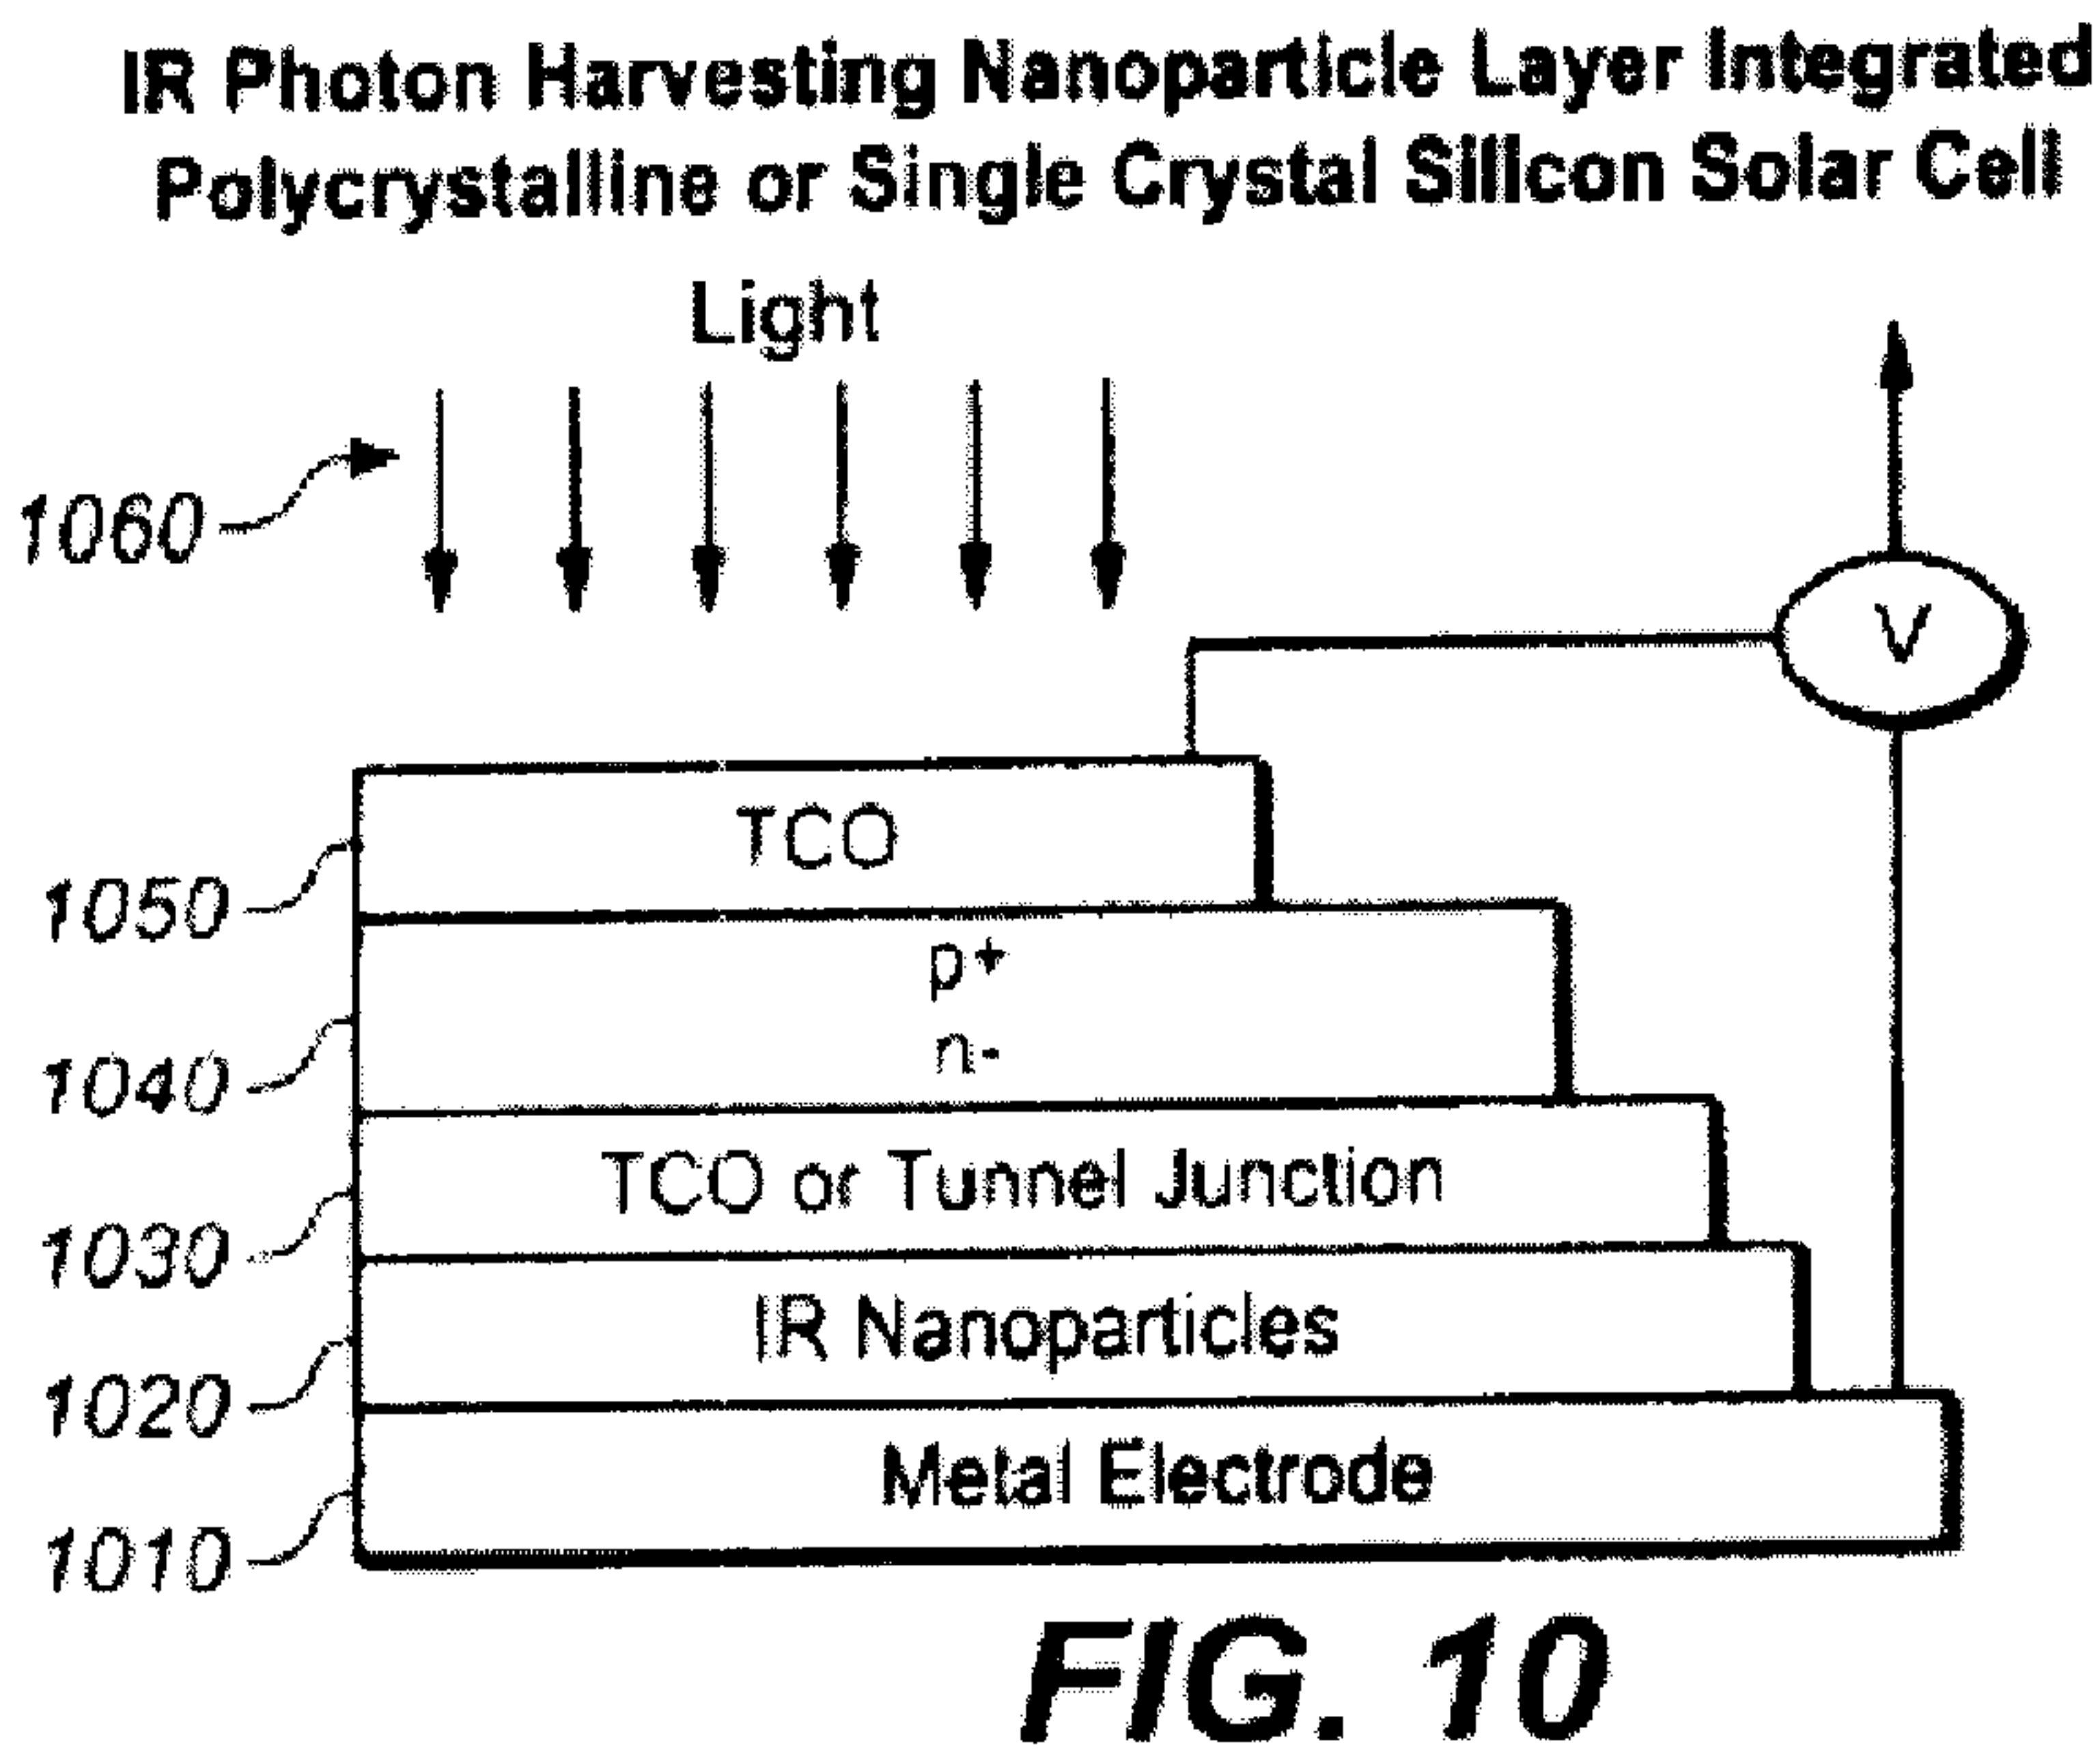 IR Photon Harvesting Nanoparticle Layer Integrated
Polycrystalline or Single Crystal Silicon Solar Cell
Light
1060
V
TCO
1050
p+
n-
1040
TCO or Tunnel Junction
1030
IR Nanoparticles
1020
Metal Electrode
1010
FIG. 10